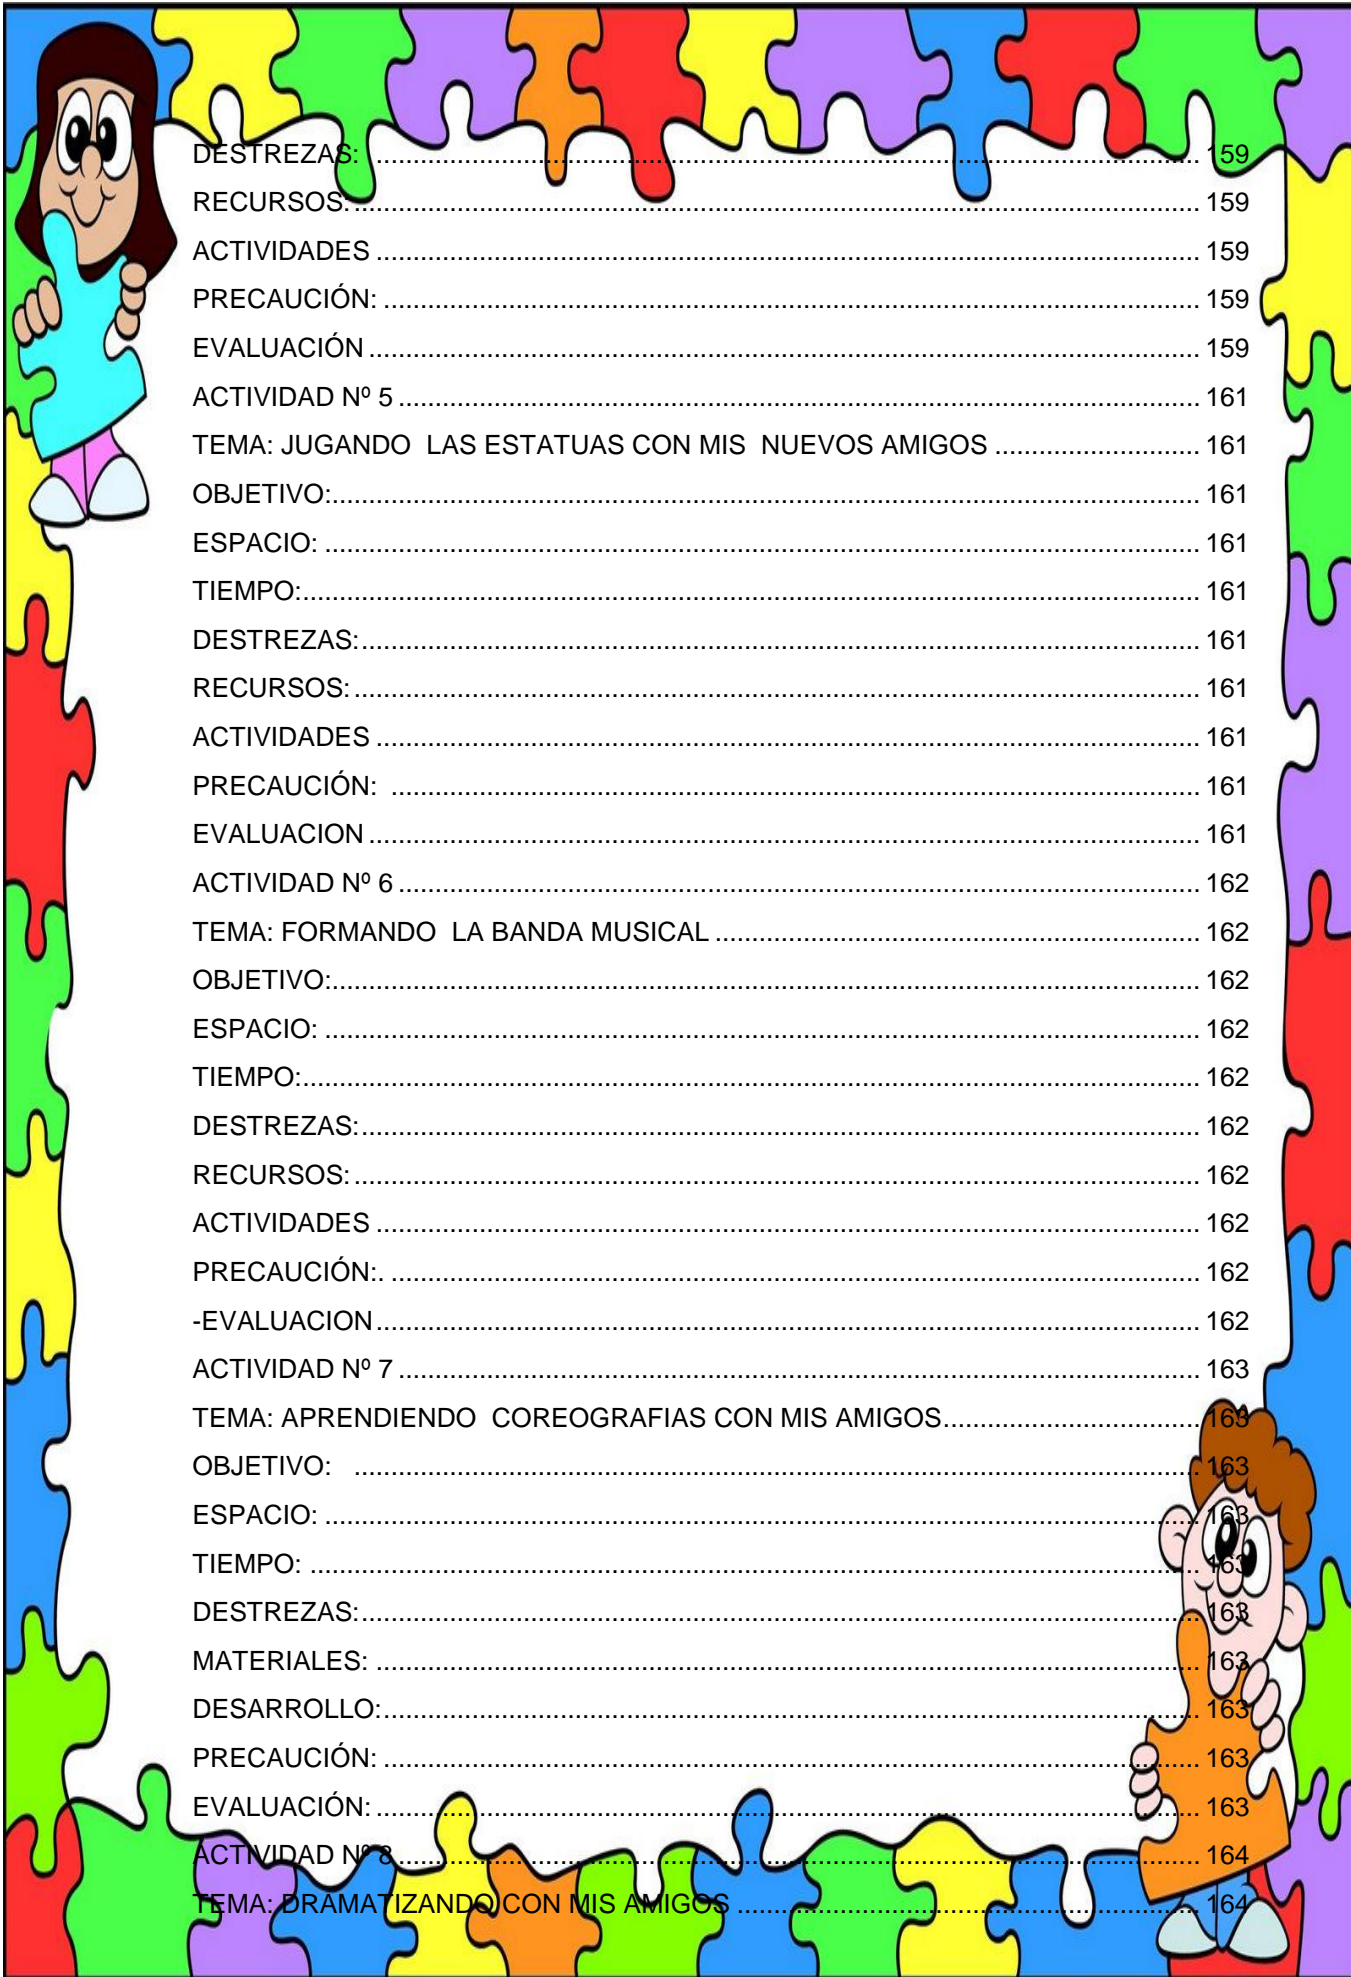 DESTREZAS: ........................................................................ 159
RECURSOS: ........................................................................ 159
ACTIVIDADES ........................................................................ 159
PRECAUCIÓN: ........................................................................ 159
EVALUACIÓN ........................................................................ 159
ACTIVIDAD Nº 5 ........................................................................ 161
TEMA: JUGANDO  LAS ESTATUAS CON MIS  NUEVOS AMIGOS ............................ 161
OBJETIVO: ........................................................................ 161
ESPACIO: ........................................................................ 161
TIEMPO: ........................................................................ 161
DESTREZAS: ........................................................................ 161
RECURSOS: ........................................................................ 161
ACTIVIDADES ........................................................................ 161
PRECAUCIÓN:  ........................................................................ 161
EVALUACION ........................................................................ 161
ACTIVIDAD Nº 6 ........................................................................ 162
TEMA: FORMANDO  LA BANDA MUSICAL .................................................. 162
OBJETIVO: ........................................................................ 162
ESPACIO: ........................................................................ 162
TIEMPO: ........................................................................ 162
DESTREZAS: ........................................................................ 162
RECURSOS: ........................................................................ 162
ACTIVIDADES ........................................................................ 162
PRECAUCIÓN:. ........................................................................ 162
-EVALUACION ........................................................................ 162
ACTIVIDAD Nº 7 ........................................................................ 163
TEMA: APRENDIENDO  COREOGRAFIAS CON MIS AMIGOS ................................ 163
OBJETIVO:   ........................................................................ 163
ESPACIO: ........................................................................ 163
TIEMPO: ........................................................................ 163
DESTREZAS: ........................................................................ 163
MATERIALES: ........................................................................ 163
DESARROLLO: ........................................................................ 163
PRECAUCIÓN: ........................................................................ 163
EVALUACIÓN: ........................................................................ 163
ACTIVIDAD Nº 8 ........................................................................ 164
TEMA: DRAMATIZANDO CON MIS AMIGOS ................................................ 164